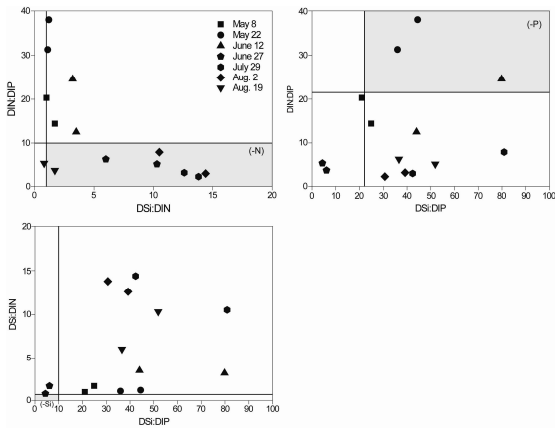 40
30
20
10
0
DIN:DIP
0 5 10 15 20
DSi:DIN
May 8
May 22
June 12
June 27
July 29
Aug. 2
Aug. 19
(-N)
40
30
20
10
0
DIN:DIP
0 10 20 30 40 50 60 70 80 90 100
DSi:DIP
(-P)
20
15
10
5
0
DSi:DIN
0 10 20 30 40 50 60 70 80 90 100
DSi:DIP
(-Si)